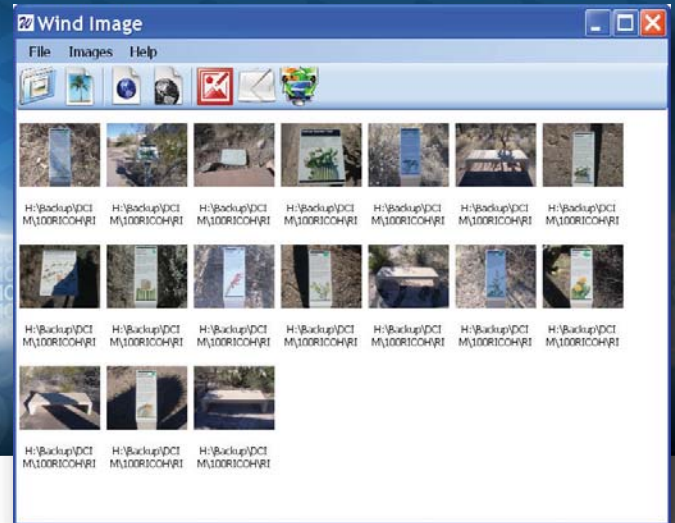 Wind Image
File Images Help
H:\Backup\DCI H:\Backup\DCI H:\Backup\DCI H:\Backup\DCI H:\Backup\DCI H:\Backup\DCI H:\Backup\DCI
M\100RICOH\RI M\100RICOH\RI M\100RICOH\RI M\100RICOH\RI M\100RICOH\RI M\100RICOH\RI M\100RICOH\RI
H:\Backup\DCI H:\Backup\DCI H:\Backup\DCI H:\Backup\DCI H:\Backup\DCI H:\Backup\DCI H:\Backup\DCI
M\100RICOH\RI M\100RICOH\RI M\100RICOH\RI M\100RICOH\RI M\100RICOH\RI M\100RICOH\RI M\100RICOH\RI
H:\Backup\DCI H:\Backup\DCI H:\Backup\DCI
M\100RICOH\RI M\100RICOH\RI M\100RICOH\RI